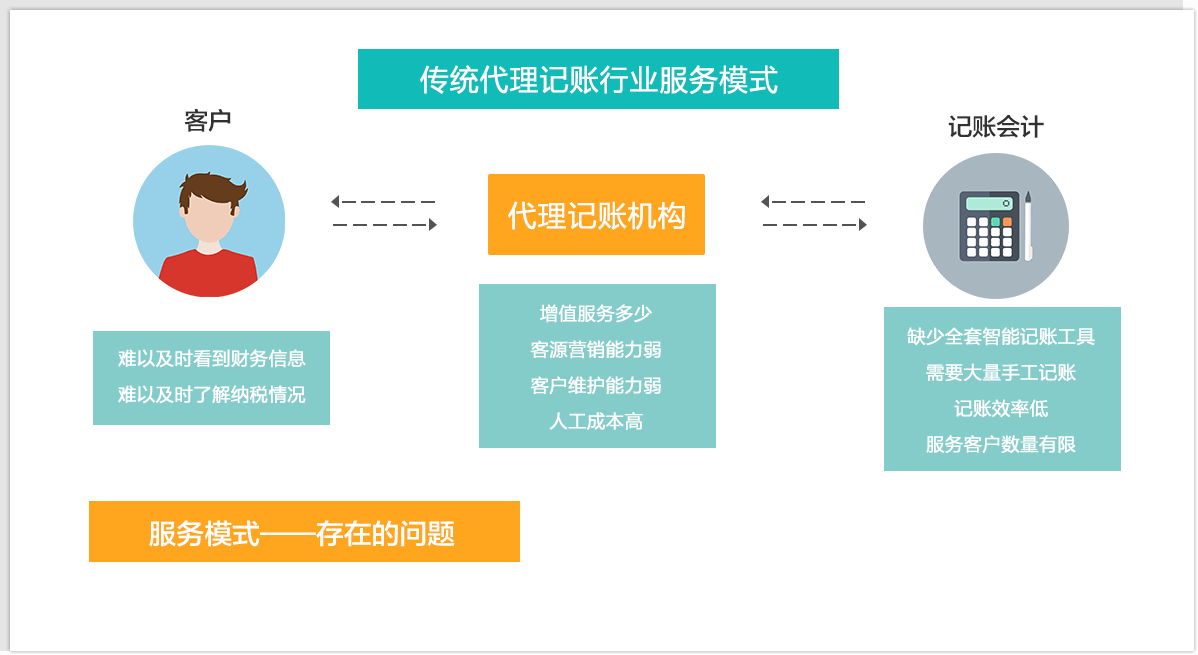 传统代理记账行业服务模式
客户
记账会计
代理记账机构
难以及时看到财务信息
难以及时了解纳税情况
增值服务多少
客源营销能力弱
客户维护能力弱
人工成本高
缺少全套智能记账工具
需要大量手工记账
记账效率低
服务客户数量有限
服务模式——存在的问题